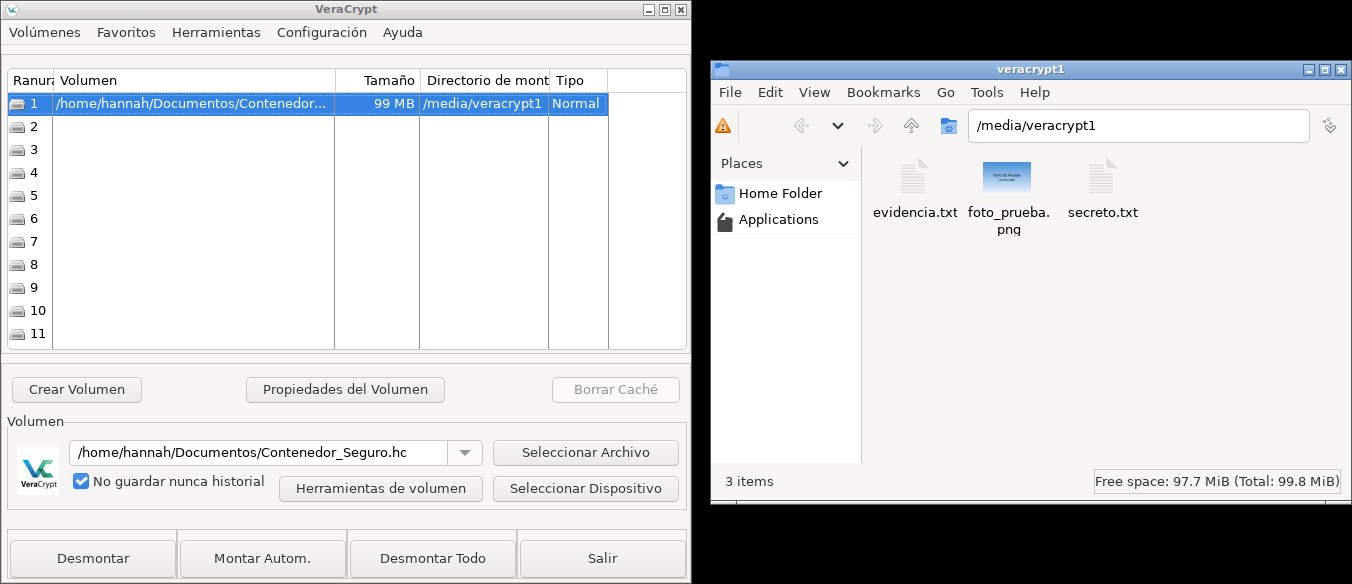 VeraCrypt
Volúmenes Favoritos Herramientas Configuración Ayuda
Ranura Volumen Tamaño Directorio de mont Tipo
1 /home/hannah/Documentos/Contenedor... 99 MB /media/veracrypt1 Normal
2
3
4
5
6
7
8
9
10
11
Crear Volumen Propiedades del Volumen Borrar Caché
Volumen
VeraCrypt
/home/hannah/Documentos/Contenedor_Seguro.hc Seleccionar Archivo
No guardar nunca historial Herramientas de volumen Seleccionar Dispositivo
Desmontar Montar Autom. Desmontar Todo Salir
veracrypt1
File Edit View Bookmarks Go Tools Help
/media/veracrypt1
Places
Home Folder
Applications
evidencia.txt foto_prueba. secreto.txt
png
3 items Free space: 97.7 MiB (Total: 99.8 MiB)